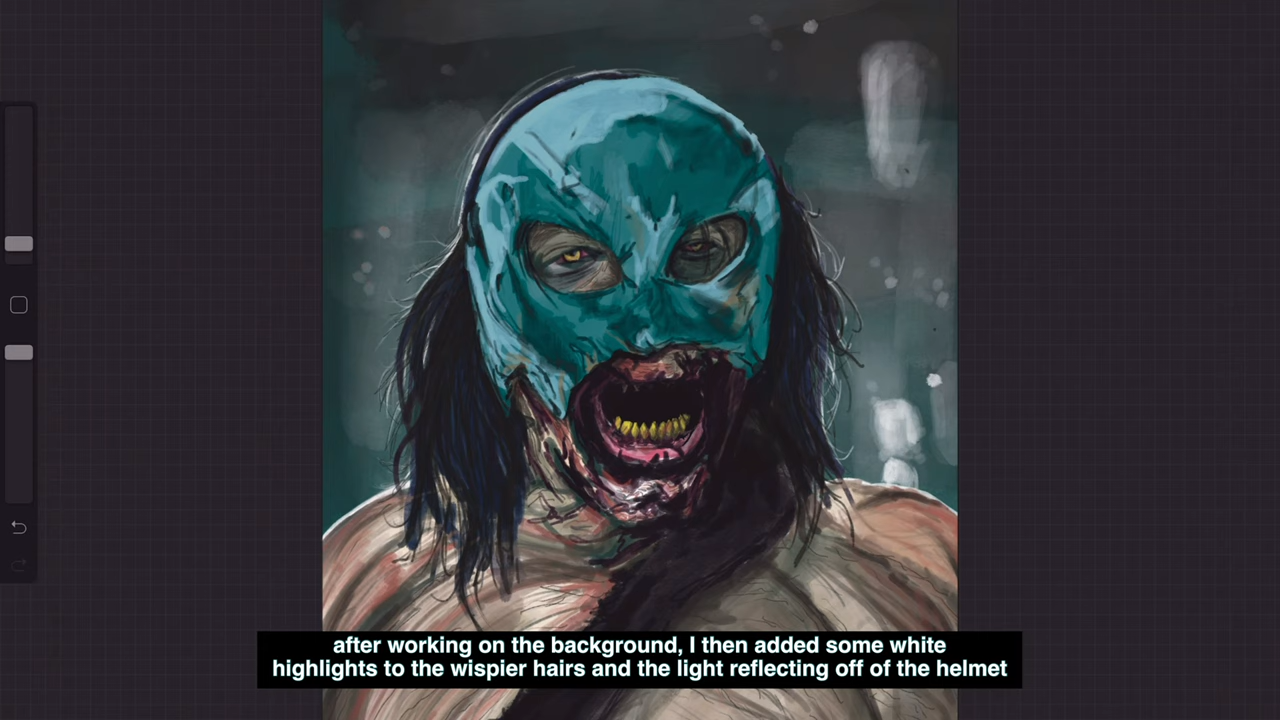 after working on the background, I then added some white
highlights to the wispier hairs and the light reflecting off of the helmet